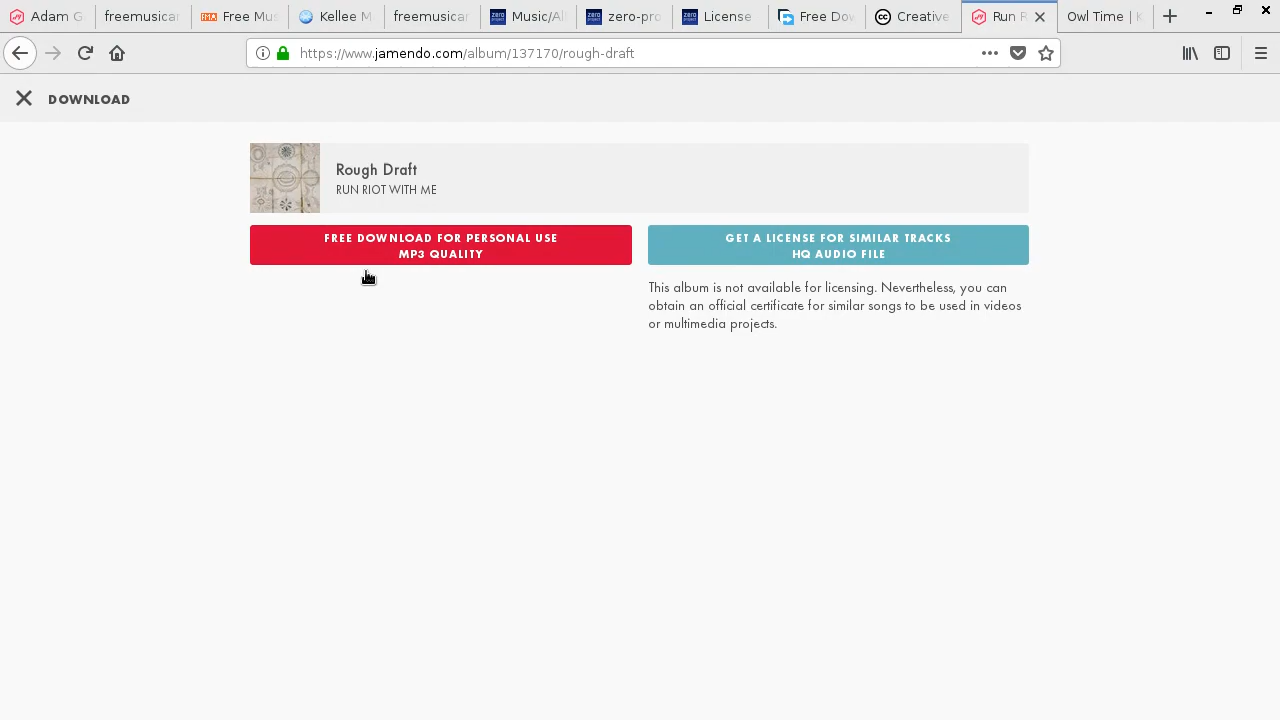 Adam G
freemusicar
Free Mus
Kellee M
freemusicar
Music/Al
zero-pro
License
Free Dow
Creative
Run R
Owl Time
https://www.jamendo.com/album/137170/rough-draft
DOWNLOAD
Rough Draft
RUN RIOT WITH ME
FREE DOWNLOAD FOR PERSONAL USE
MP3 QUALITY
GET A LICENSE FOR SIMILAR TRACKS
HQ AUDIO FILE
This album is not available for licensing. Nevertheless, you can
obtain an official certificate for similar songs to be used in videos
or multimedia projects.